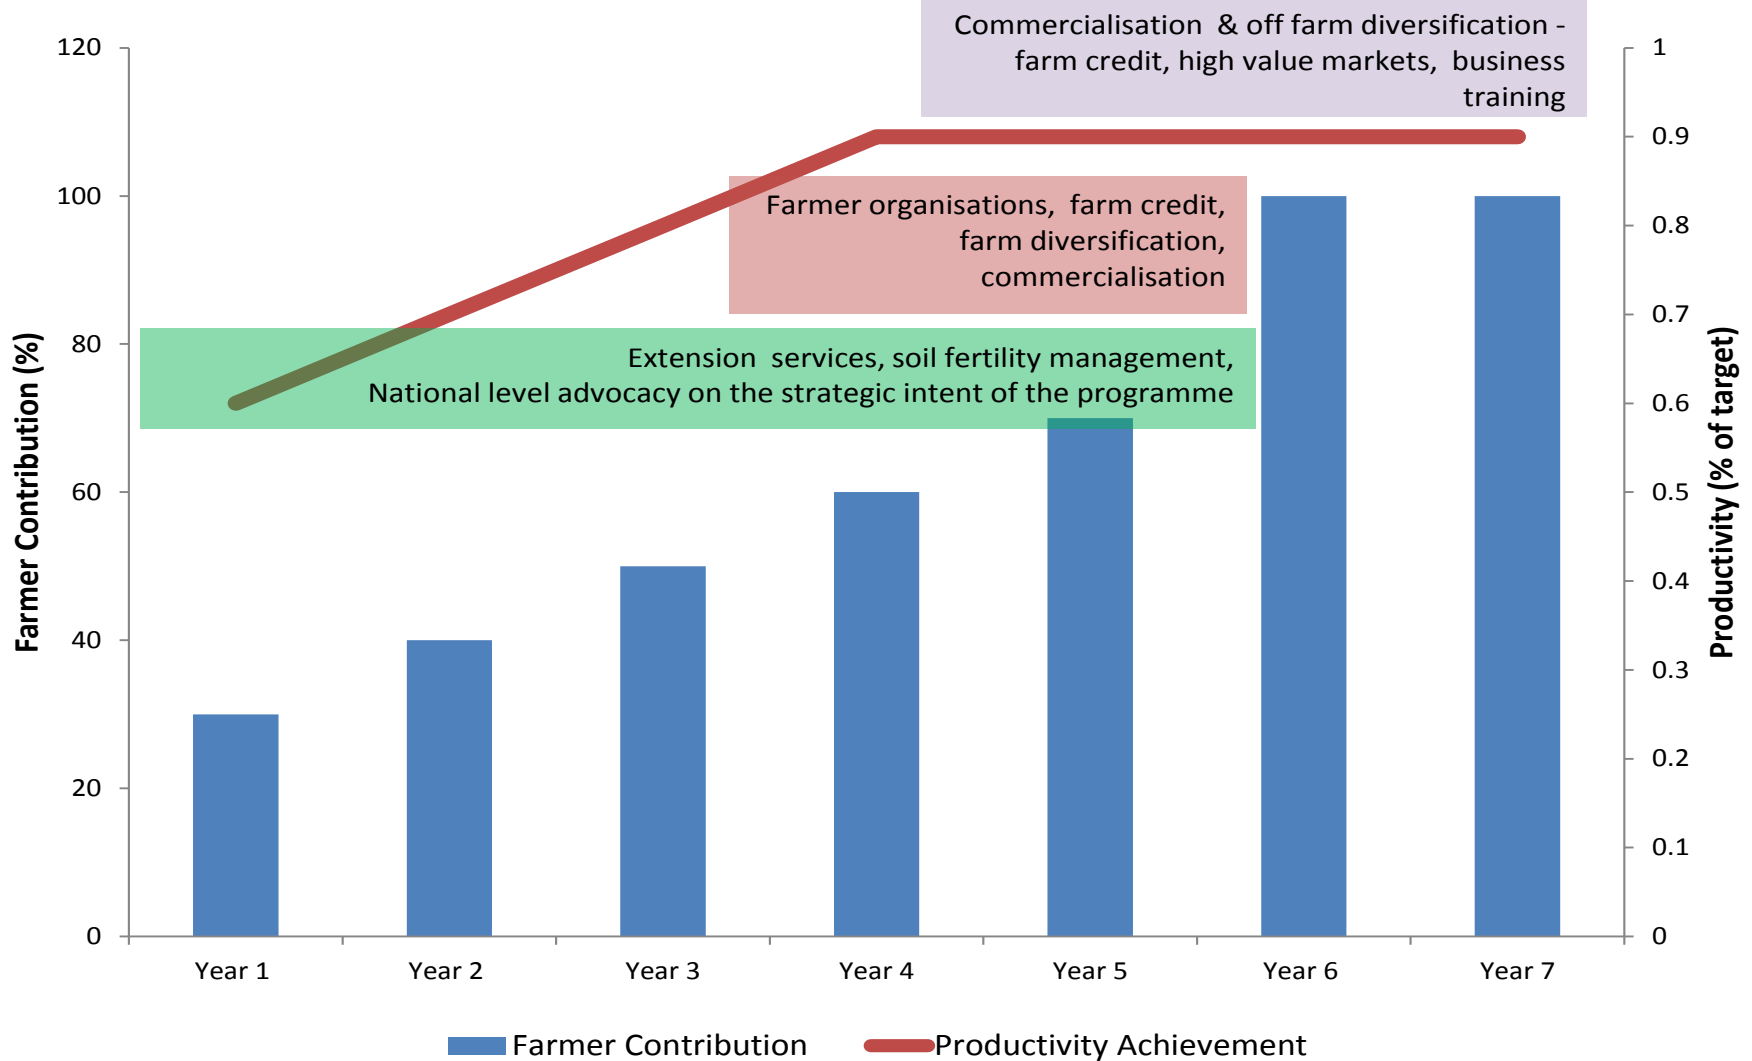 Commercialisation & off farm diversification -
farm credit, high value markets, business
training
Farmer organisations, farm credit,
farm diversification,
commercialisation
Extension services, soil fertility management,
National level advocacy on the strategic intent of the programme
Farmer Contribution (%)
120
100
80
60
40
20
0
Productivity (% of target)
1
0.9
0.8
0.7
0.6
0.5
0.4
0.3
0.2
0.1
0
Year 1
Year 2
Year 3
Year 4
Year 5
Year 6
Year 7
Farmer Contribution
Productivity Achievement